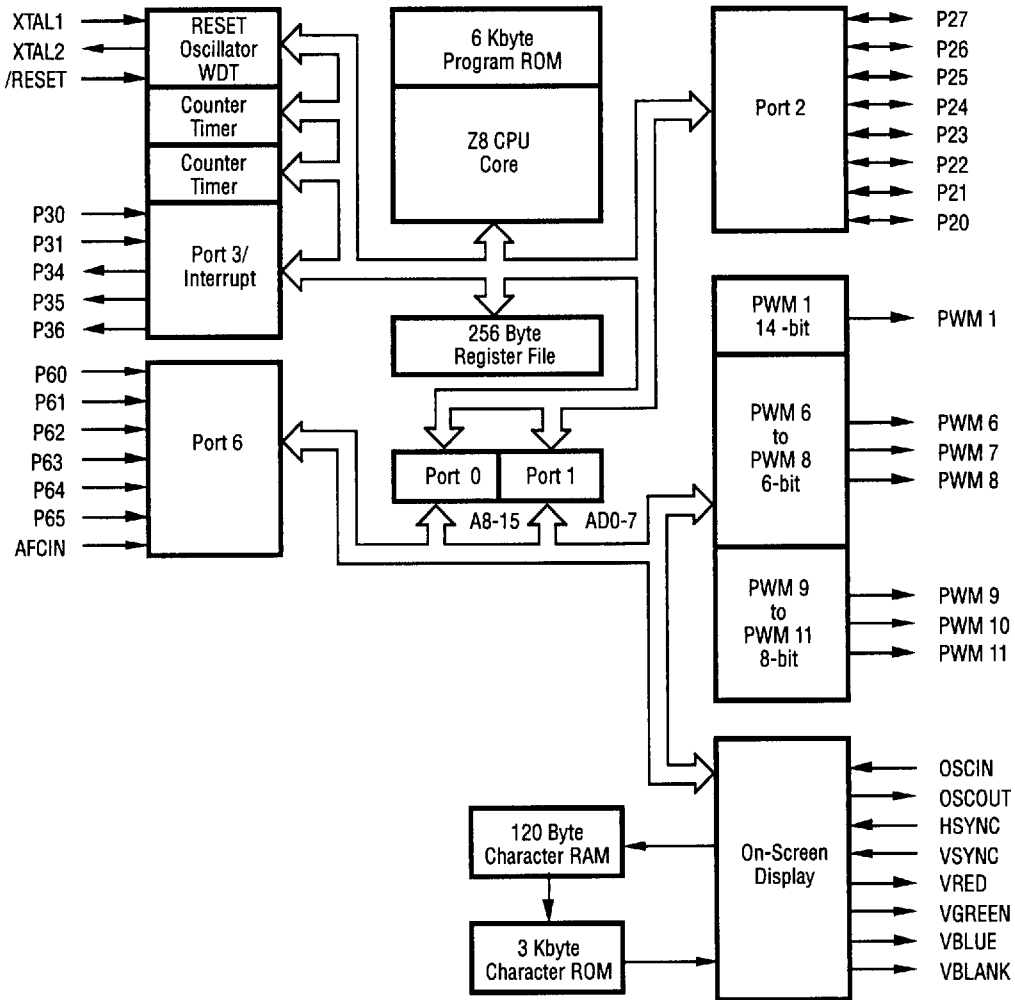 XTAL1
XTAL2
/RESET
RESET
Oscillator
WDT
Counter
Timer
Counter
Timer
P30
P31
P34
P35
P36
Port 3/
Interrupt
6 Kbyte
Program ROM
Z8 CPU
Core
256 Byte
Register File
Port 2
P27
P26
P25
P24
P23
P22
P21
P20
P60
P61
P62
P63
P64
P65
AFCIN
Port 6
Port 0
Port 1
A8-15
AD0-7
PWM 1
14 -bit
PWM 1
PWM 6
to
PWM 8
6-bit
PWM 6
PWM 7
PWM 8
PWM 9
to
PWM 11
8-bit
PWM 9
PWM 10
PWM 11
120 Byte
Character RAM
3 Kbyte
Character ROM
On-Screen
Display
OSCIN
OSCOUT
HSYNC
VSYNC
VRED
VGREEN
VBLUE
VBLANK